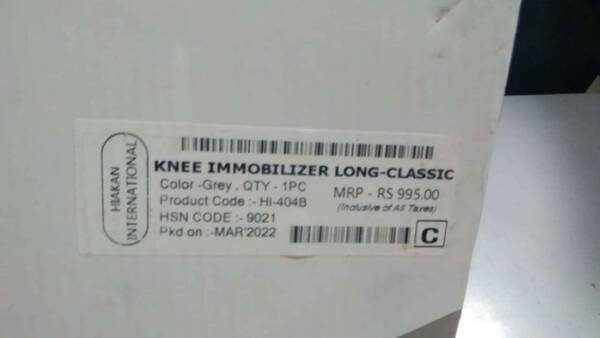 HIAKAN
INTERNATIONAL
KNEE IMMOBILIZER LONG-CLASSIC
Color -Grey , QTY - 1PC
Product Code :- HI-404B
MRP - RS 995.00
(Inclusive of All Taxes)
HSN CODE :- 9021
Pkd on :-MAR'2022
C